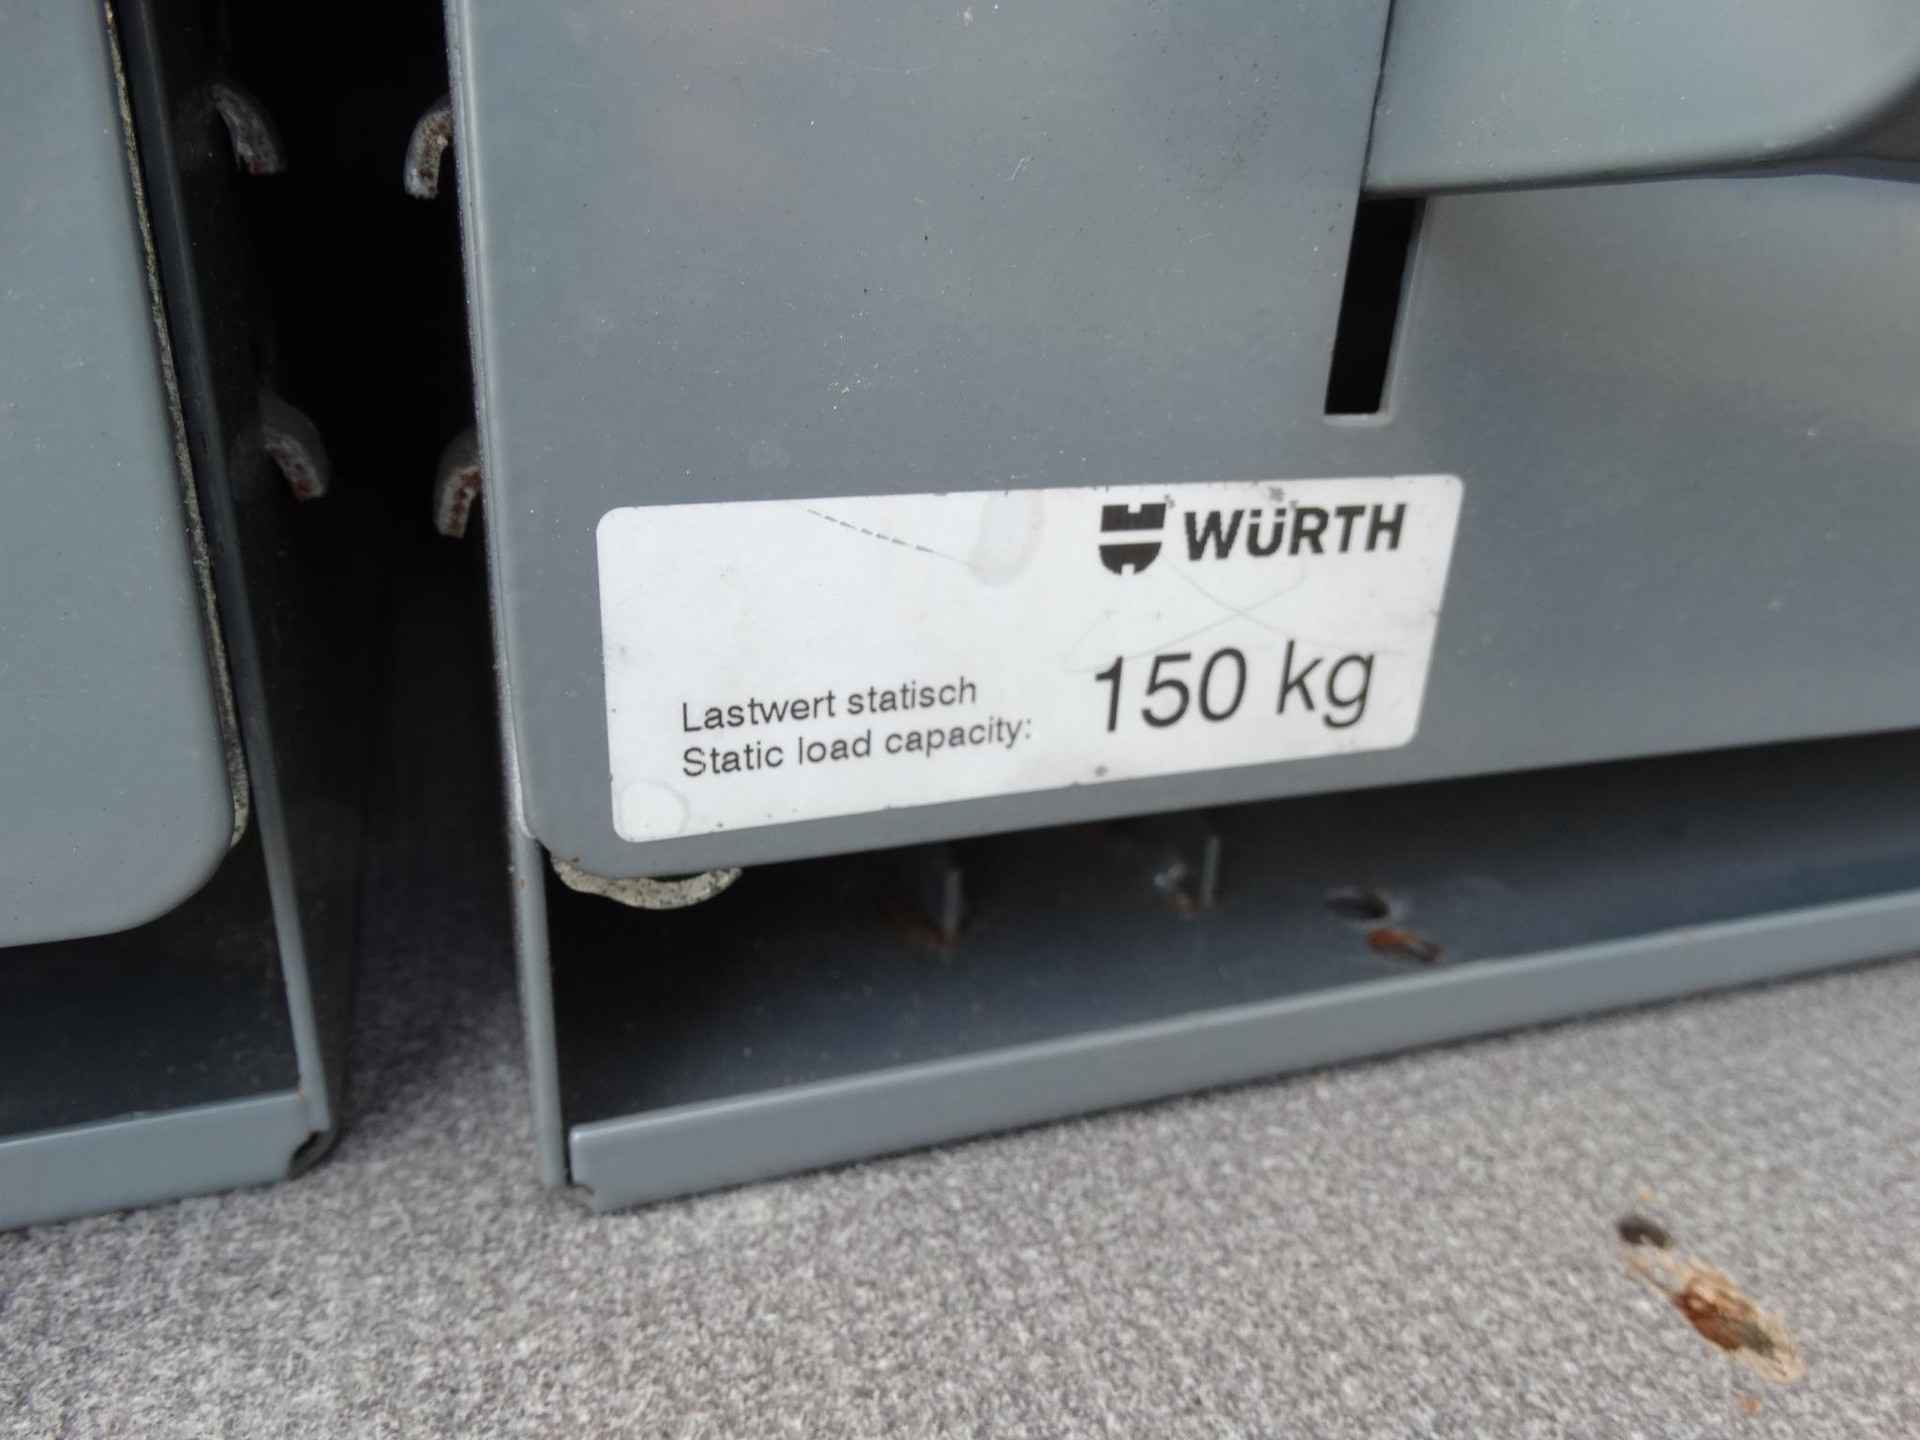 WÜRTH
Lastwert statisch
Static load capacity:
150 kg